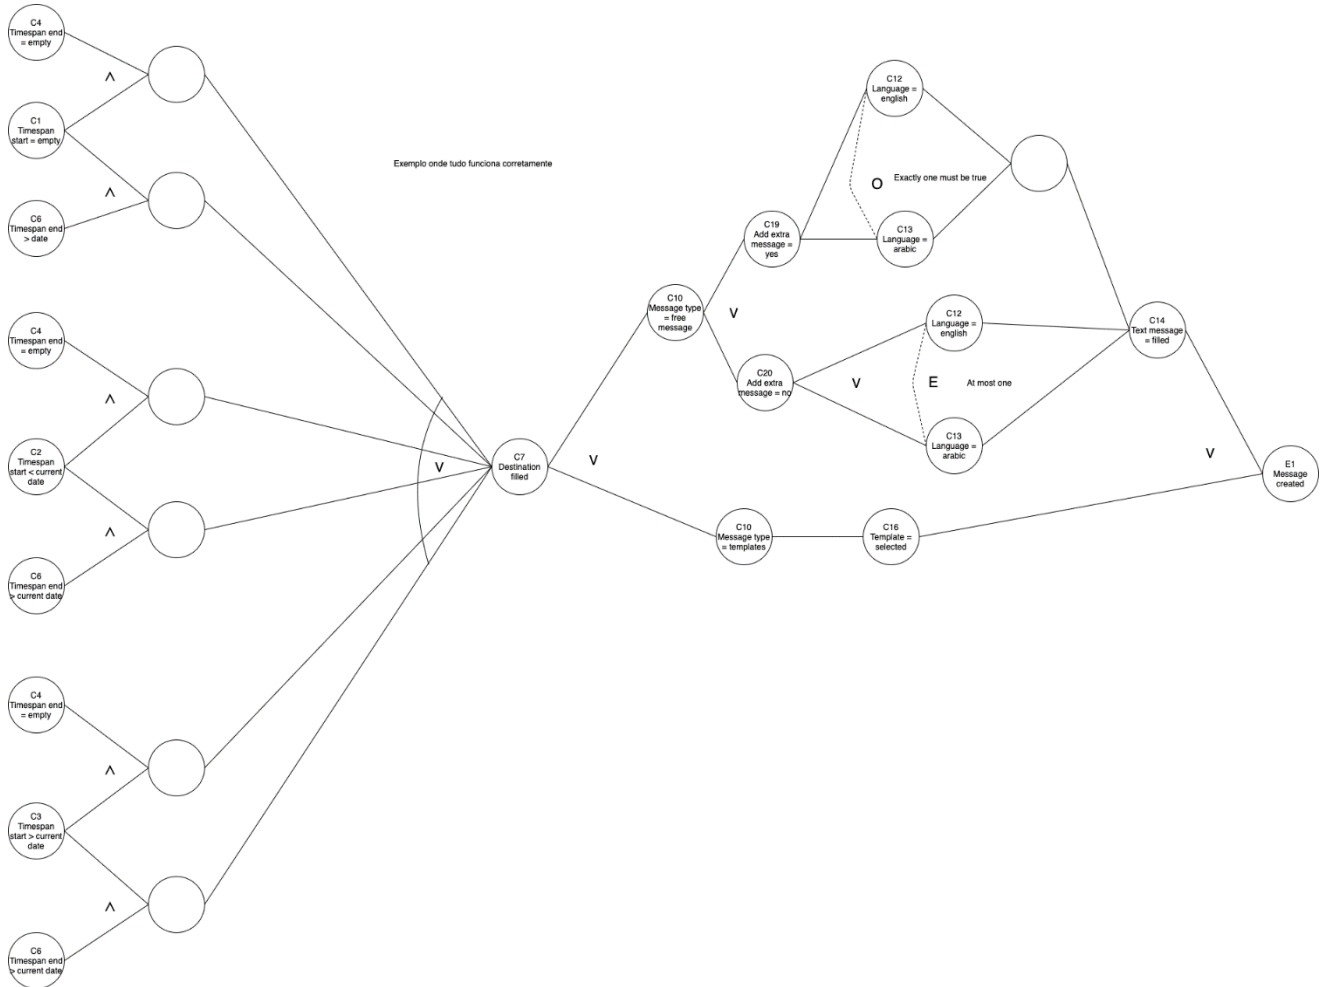 C4
Timespan end
= empty
^
C1
Timespan
start = empty
^
C6
Timespan end
> date
C4
Timespan end
= empty
^
C2
Timespan
start < current
date
^
C6
Timespan end
> current date
C4
Timespan end
= empty
^
C3
Timespan
start > current
date
^
C6
Timespan end
> current date
Exemplo onde tudo funciona corretamente
V
C7
Destination
filled
V
C10
Message type
= free
message
V
C19
Add extra
message =
yes
C12
Language =
english
O Exactly one must be true
C13
Language =
arabic
C20
Add extra
message = no
V
C12
Language =
english
E At most one
C13
Language =
arabic
C14
Text message
= filled
C10
Message type
= templates
C16
Template =
selected
V
E1
Message
created